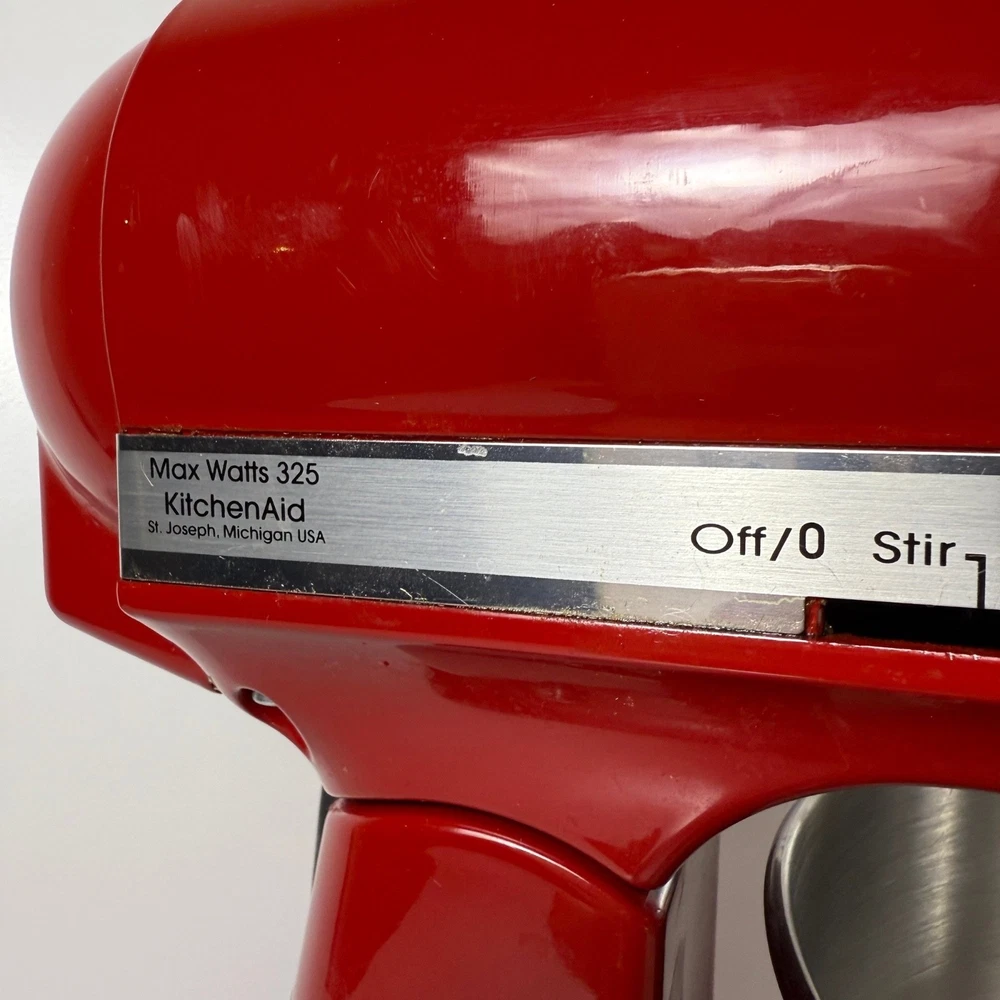 Max Watts 325
KitchenAid
St. Joseph, Michigan USA
Off/0 Stir